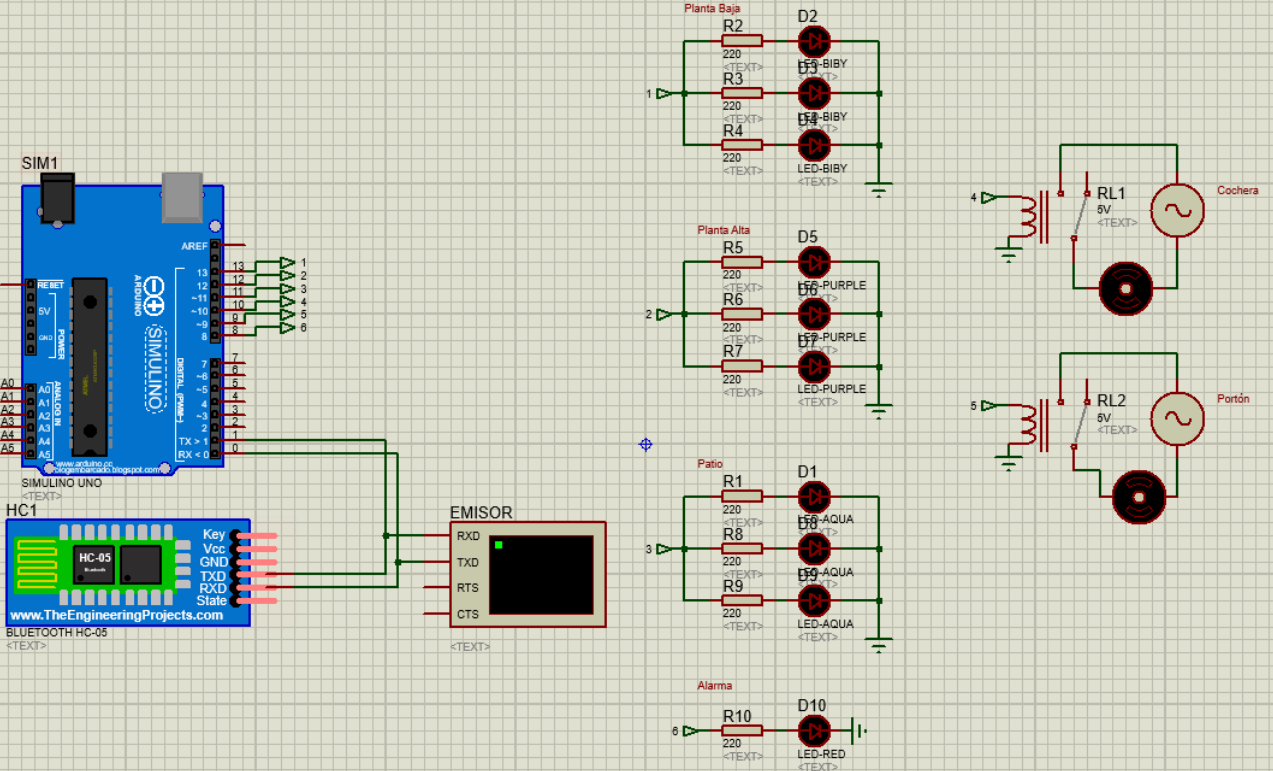 SIM1
AREF
13
12
~11
~10
~9
8
7
~6
~5
4
~3
2
TX > 1
RX < 0
13
12
11
10
9
8
7
6
5
4
3
2
1
0
1
2
3
4
5
6
RESET
5V
GND
POWER
ANALOG IN
A0
A1
A2
A3
A4
A5
A0
A1
A2
A3
A4
A5
ARDUINO
SIMULINO
DIGITAL (PWM~)
www.arduino.cc
blogembarcado.blogspot.com
SIMULINO UNO
<TEXT>
HC1
HC-05
Bluetooth
Key
Vcc
GND
TXD
RXD
State
www.TheEngineeringProjects.com
BLUETOOTH HC-05
<TEXT>
EMISOR
RXD
TXD
RTS
CTS
<TEXT>
Planta Baja
1
R2
220
<TEXT>
D2
LED-BIBY
<TEXT>
R3
220
<TEXT>
D3
LED-BIBY
<TEXT>
R4
220
<TEXT>
D4
LED-BIBY
<TEXT>
Planta Alta
2
R5
220
<TEXT>
D5
LED-PURPLE
<TEXT>
R6
220
<TEXT>
D6
LED-PURPLE
<TEXT>
R7
220
<TEXT>
D7
LED-PURPLE
<TEXT>
Patio
3
R1
220
<TEXT>
D1
LED-AQUA
<TEXT>
R8
220
<TEXT>
D8
LED-AQUA
<TEXT>
R9
220
<TEXT>
D9
LED-AQUA
<TEXT>
Alarma
6
R10
220
<TEXT>
D10
LED-RED
<TEXT>
4
RL1
5V
<TEXT>
Cochera
5
RL2
5V
<TEXT>
Portón